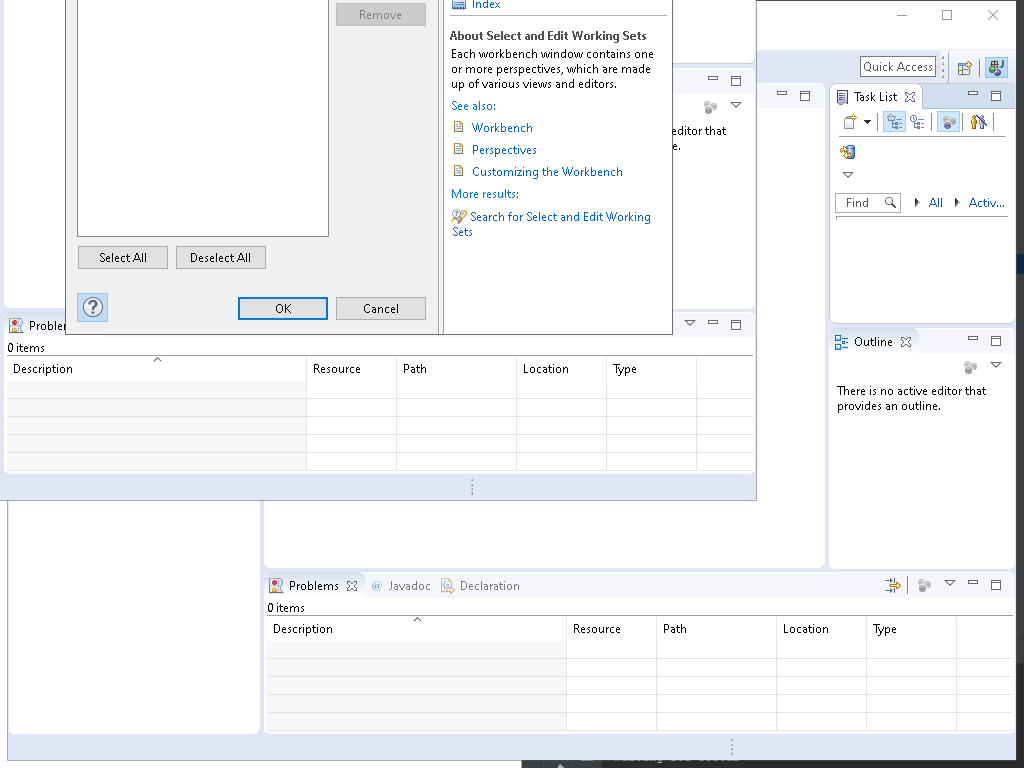 Index
Remove
About Select and Edit Working Sets
Each workbench window contains one
or more perspectives, which are made
up of various views and editors.
See also:
Workbench
Perspectives
Customizing the Workbench
More results:
Search for Select and Edit Working
Sets
Select All
Deselect All
?
OK
Cancel
editor that
e.
Quick Access
Task List
Find
All
Activ...
Outline
There is no active editor that
provides an outline.
Proble
0 items
Description Resource Path Location Type
Problems @ Javadoc Declaration
0 items
Description Resource Path Location Type